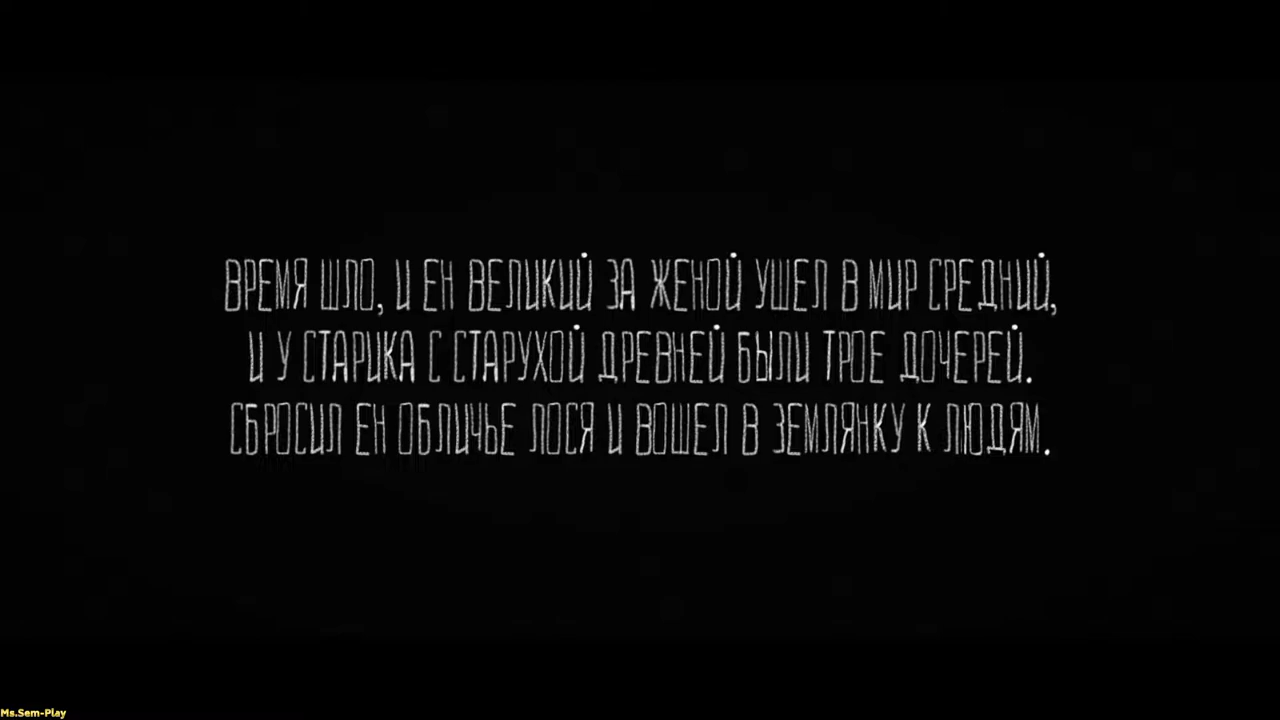 ВРЕМЯ ШЛО, И ЕН ВЕЛИКИЙ ЗА ЖЕНОЙ УШЕЛ В МИР СРЕДНИЙ,
И У СТАРИКА С СТАРУХОЙ ДРЕВНЕЙ БЫЛИ ТРОЕ ДОЧЕРЕЙ.
СБРОСИЛ ЕН ОБЛИЧЬЕ ЛОСЯ И ВОШЕЛ В ЗЕМЛЯНКУ К ЛЮДЯМ.
Ms.Sem-Play